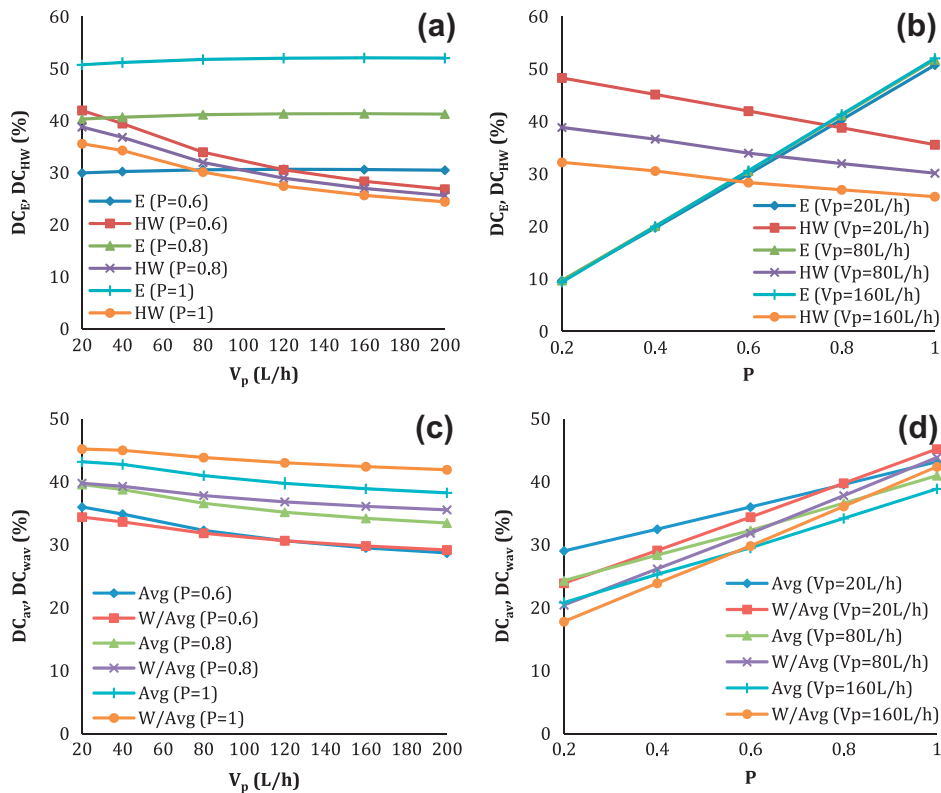 (a)
DC_E, DC_HW (%)
60
50
40
30
20
10
0
E (P=0.6)
HW (P=0.6)
E (P=0.8)
HW (P=0.8)
E (P=1)
HW (P=1)
20 40 60 80 100 120 140 160 180 200
V_p (L/h)
(b)
DC_E, DC_HW (%)
60
50
40
30
20
10
0
E (Vp=20L/h)
HW (Vp=20L/h)
E (Vp=80L/h)
HW (Vp=80L/h)
E (Vp=160L/h)
HW (Vp=160L/h)
0.2 0.4 0.6 0.8 1
P
(c)
DC_av, DC_wav (%)
50
40
30
20
10
0
Avg (P=0.6)
W/Avg (P=0.6)
Avg (P=0.8)
W/Avg (P=0.8)
Avg (P=1)
W/Avg (P=1)
20 40 60 80 100 120 140 160 180 200
V_p (L/h)
(d)
DC_av, DC_wav (%)
50
40
30
20
10
0
Avg (Vp=20L/h)
W/Avg (Vp=20L/h)
Avg (Vp=80L/h)
W/Avg (Vp=80L/h)
Avg (Vp=160L/h)
W/Avg (Vp=160L/h)
0.2 0.4 0.6 0.8 1
P